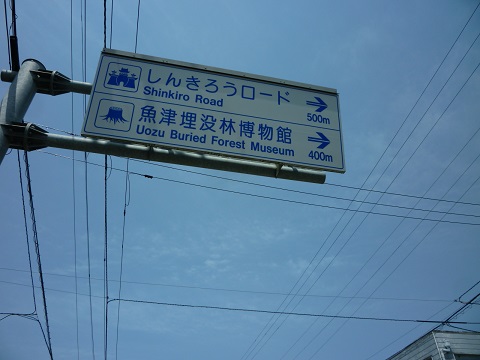 しんきろうロード →
Shinkiro Road 500m
魚津埋没林博物館 →
Uozu Buried Forest Museum 400m